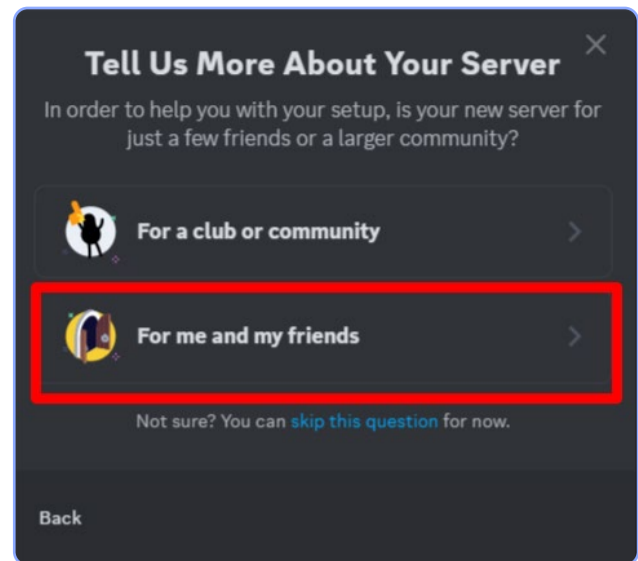 Tell Us More About Your Server
In order to help you with your setup, is your new server for
just a few friends or a larger community?
For a club or community
For me and my friends
Not sure? You can skip this question for now.
Back